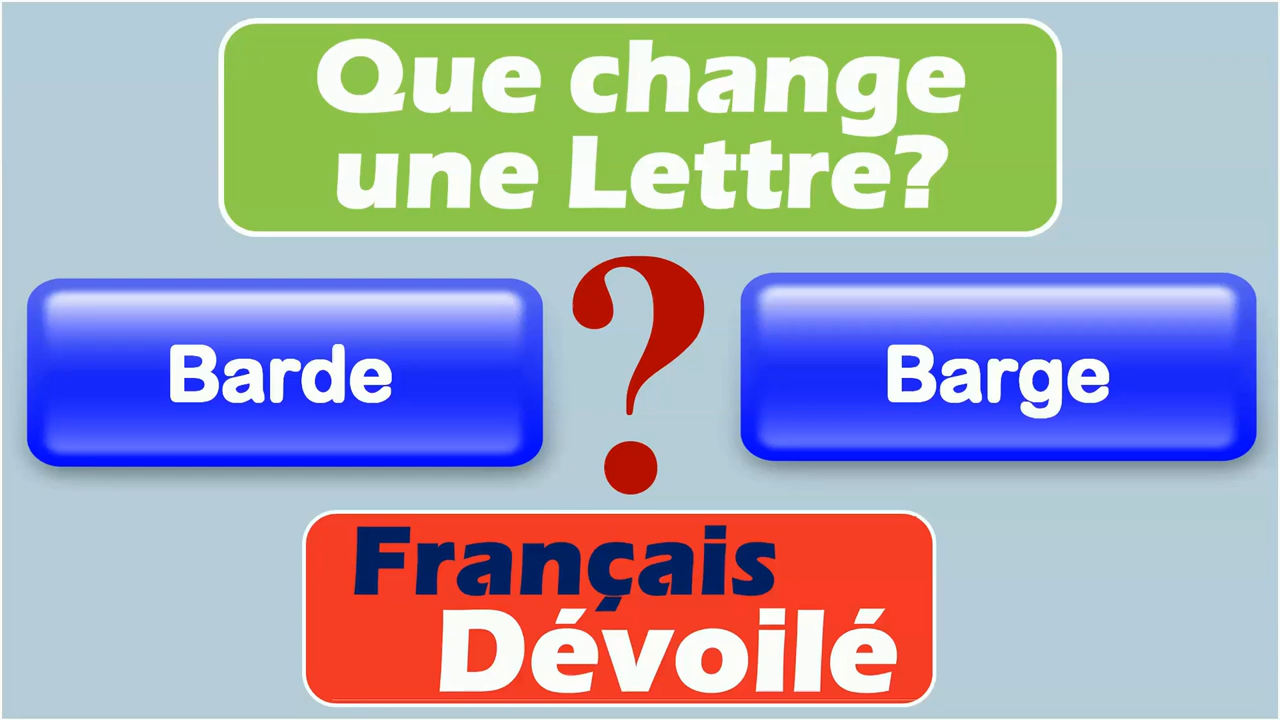 Que change
une Lettre?
Barde
?
Barge
Français
Dévoilé